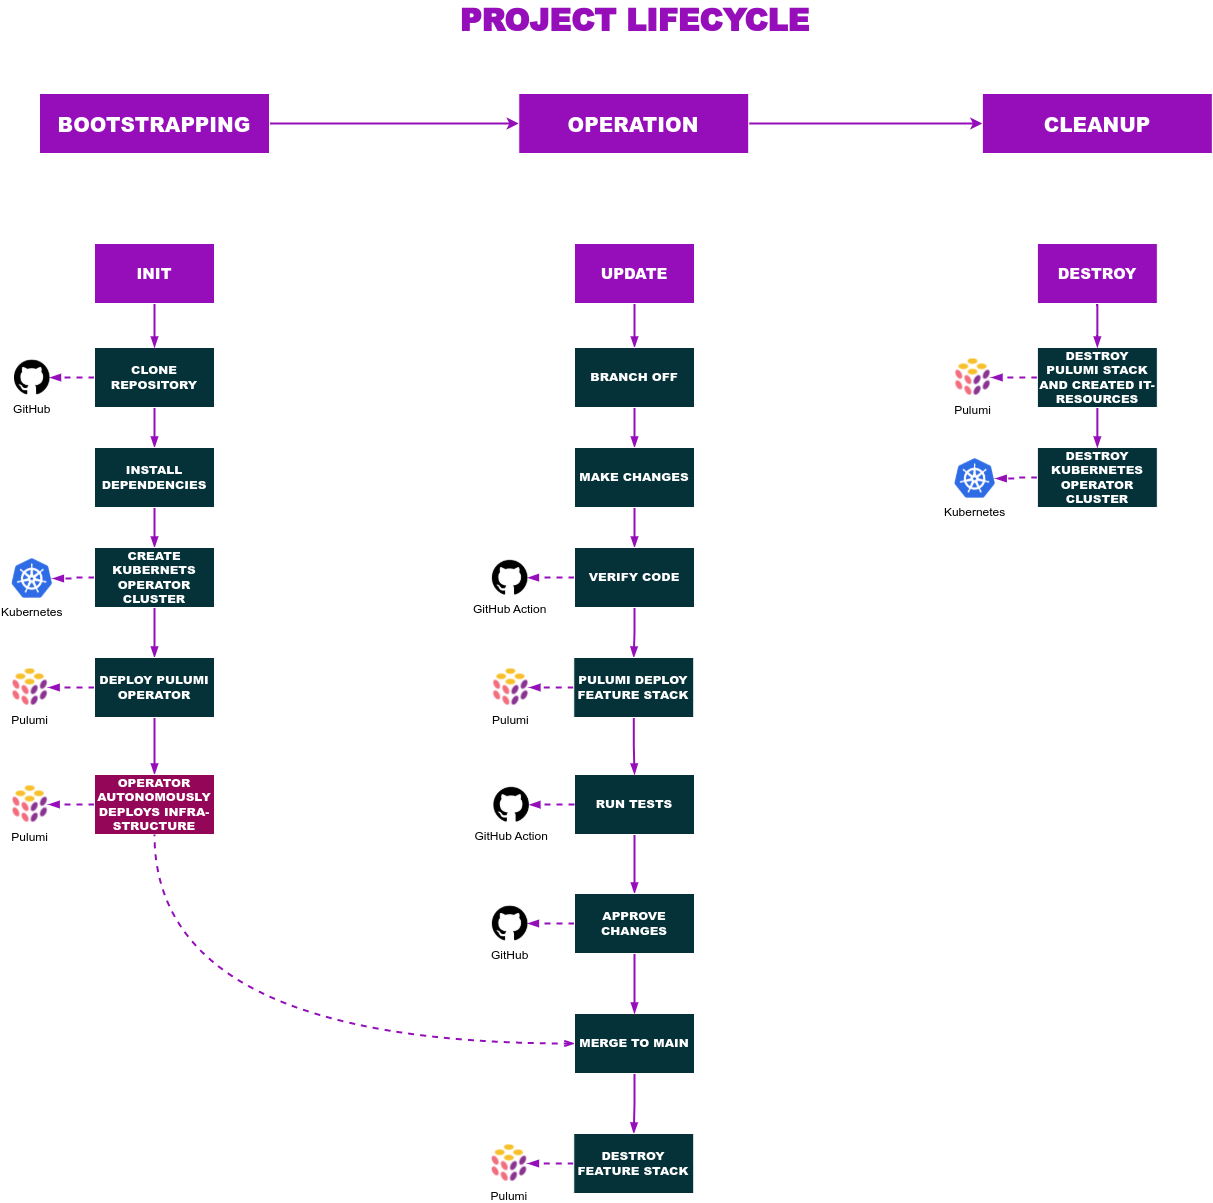 PROJECT LIFECYCLE
BOOTSTRAPPING
OPERATION
CLEANUP
INIT
CLONE
REPOSITORY
GitHub
INSTALL
DEPENDENCIES
CREATE
KUBERNETS
OPERATOR
CLUSTER
Kubernetes
DEPLOY PULUMI
OPERATOR
Pulumi
OPERATOR
AUTONOMOUSLY
DEPLOYS INFRA-
STRUCTURE
Pulumi
UPDATE
BRANCH OFF
MAKE CHANGES
VERIFY CODE
GitHub Action
PULUMI DEPLOY
FEATURE STACK
Pulumi
RUN TESTS
GitHub Action
APPROVE
CHANGES
GitHub
MERGE TO MAIN
DESTROY
FEATURE STACK
Pulumi
DESTROY
DESTROY
PULUMI STACK
AND CREATED IT-
RESOURCES
Pulumi
DESTROY
KUBERNETES
OPERATOR
CLUSTER
Kubernetes